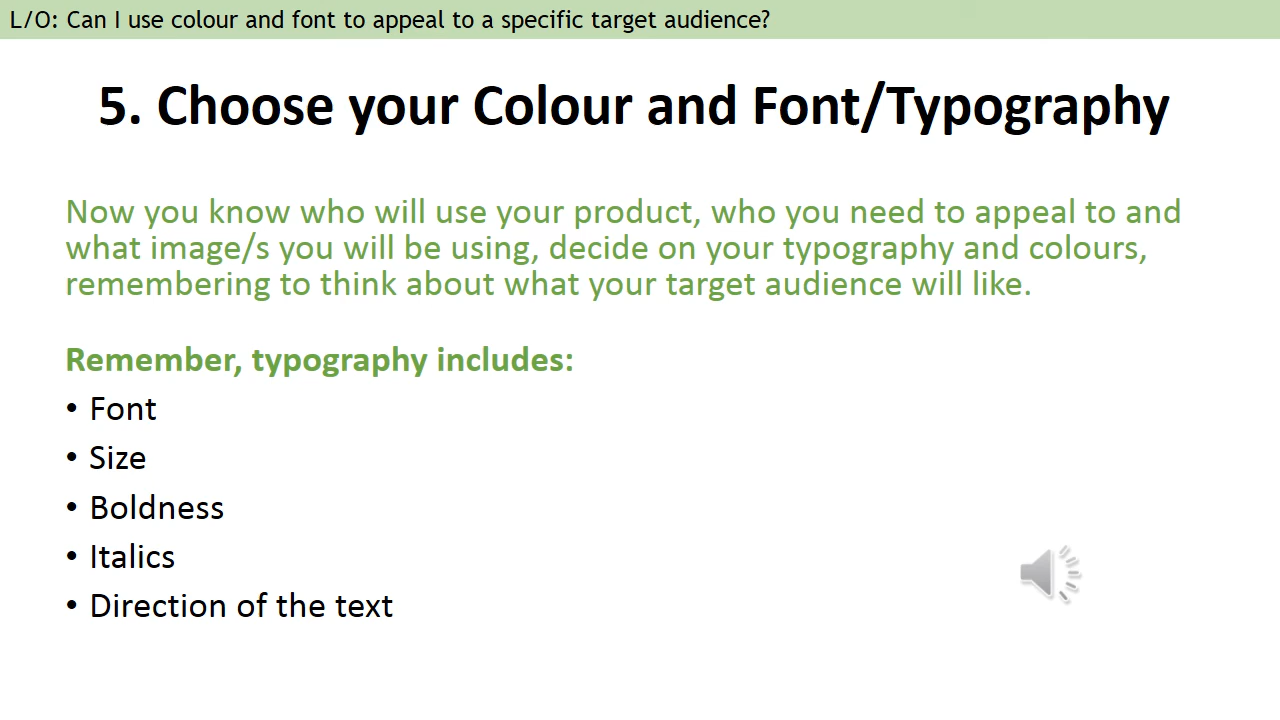 L/O: Can I use colour and font to appeal to a specific target audience?
5. Choose your Colour and Font/Typography
Now you know who will use your product, who you need to appeal to and
what image/s you will be using, decide on your typography and colours,
remembering to think about what your target audience will like.
Remember, typography includes:
• Font
• Size
• Boldness
• Italics
• Direction of the text